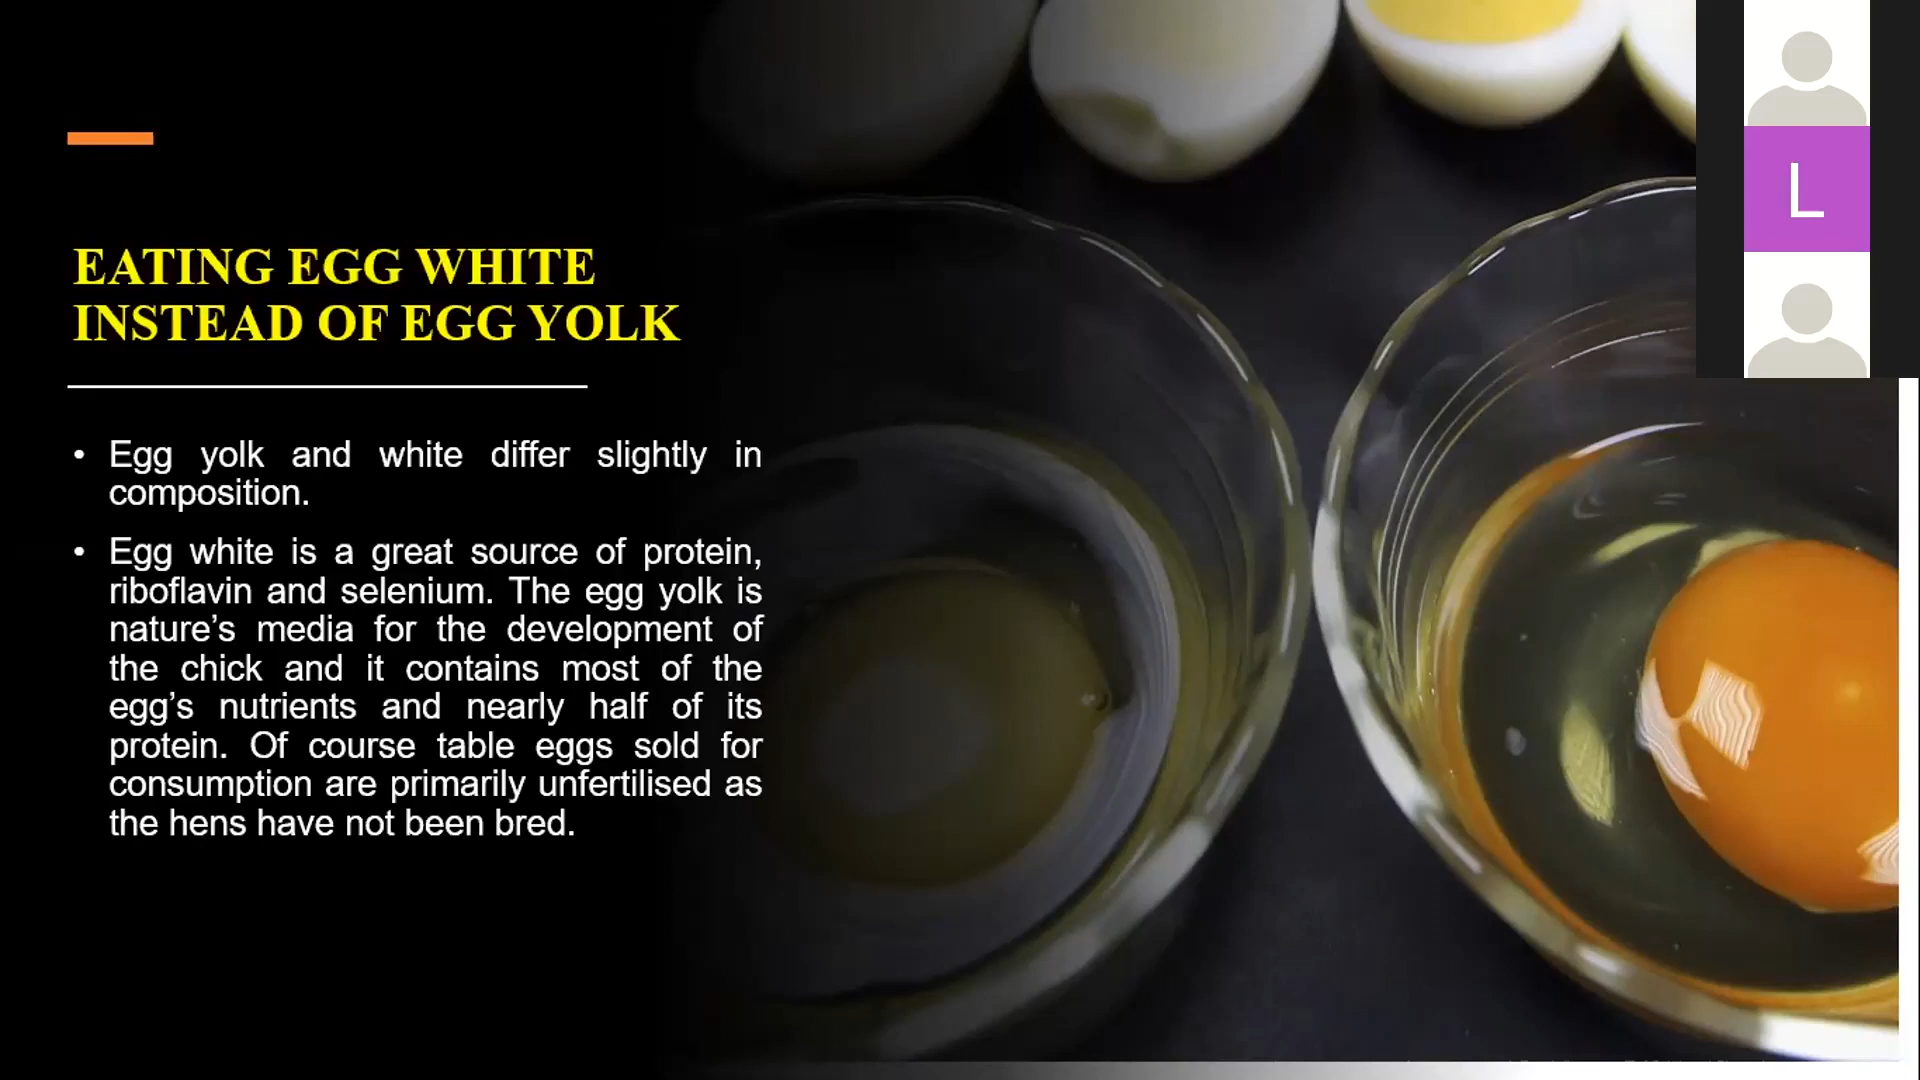 EATING EGG WHITE
INSTEAD OF EGG YOLK
• Egg yolk and white differ slightly in
composition.
• Egg white is a great source of protein,
riboflavin and selenium. The egg yolk is
nature’s media for the development of
the chick and it contains most of the
egg’s nutrients and nearly half of its
protein. Of course table eggs sold for
consumption are primarily unfertilised as
the hens have not been bred.
L